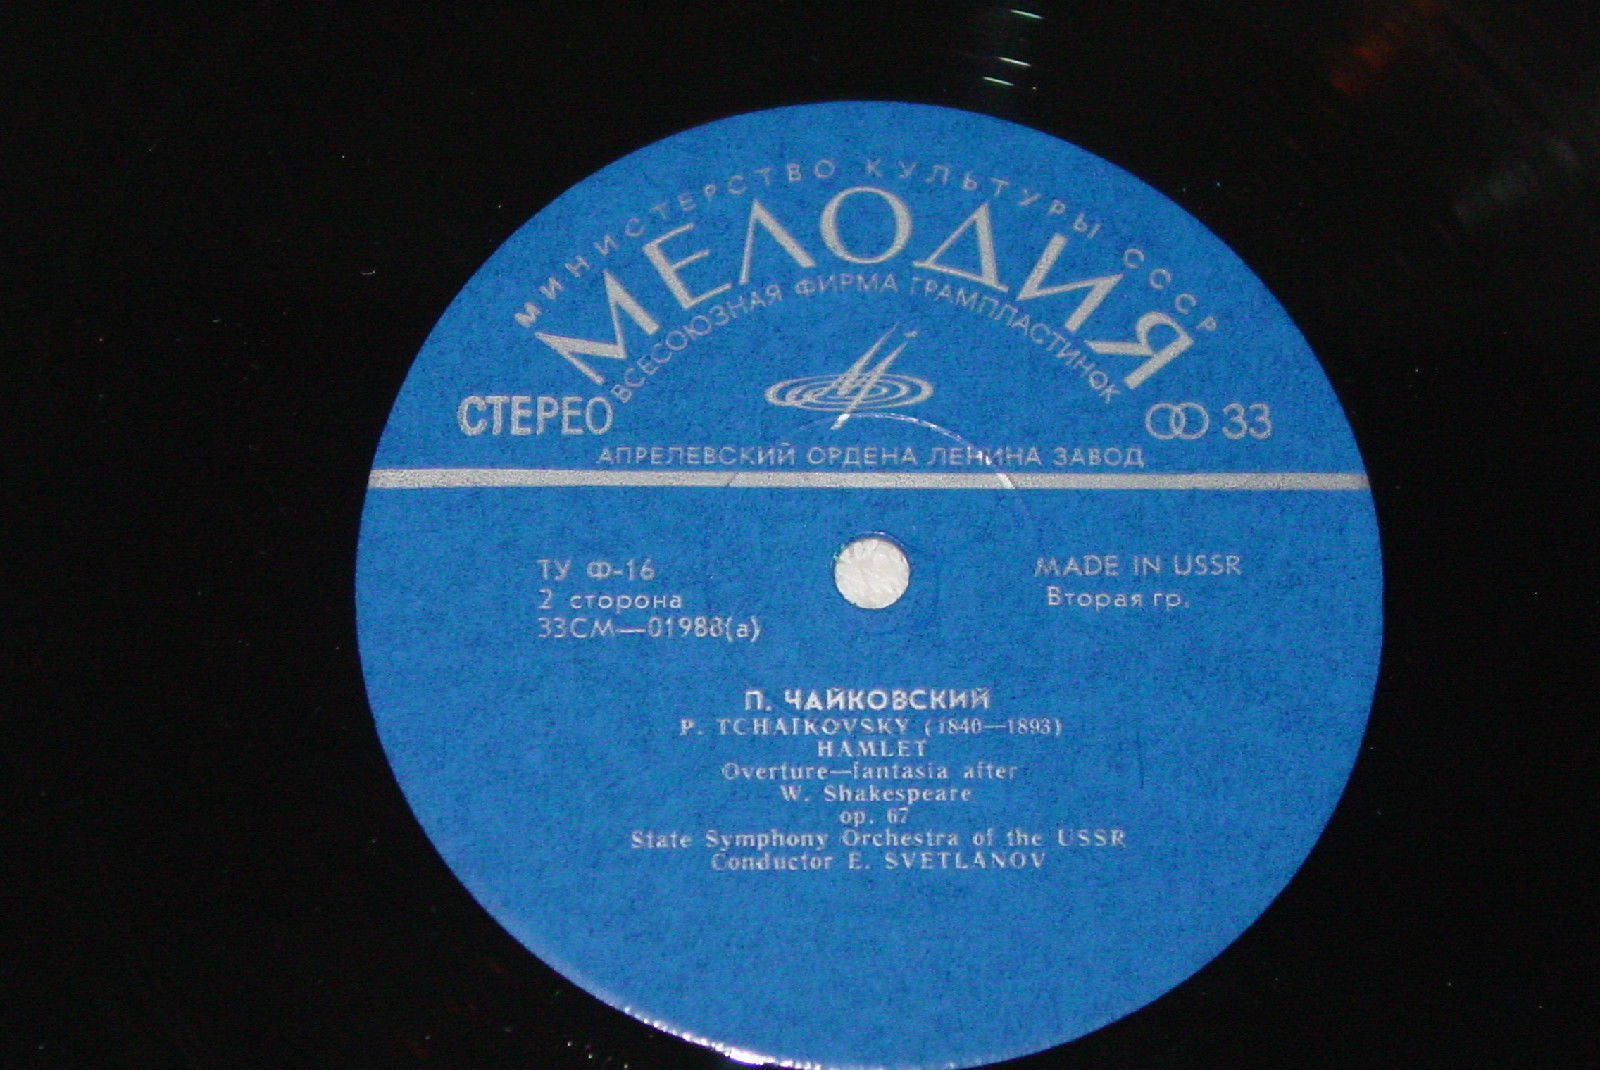 МИНИСТЕРСТВО КУЛЬТУРЫ СССР
МЕЛОДИЯ
ВСЕСОЮЗНАЯ ФИРМА ГРАМПЛАСТИНОК
СТЕРЕО
33
АПРЕЛЕВСКИЙ ОРДЕНА ЛЕНИНА ЗАВОД
ТУ Ф-16
2 сторона
33СМ—01988(а)
MADE IN USSR
Вторая гр.
П. ЧАЙКОВСКИЙ
P. TCHAIKOVSKY (1840—1893)
HAMLET
Overture—fantasia after
W. Shakespeare
op. 67
State Symphony Orchestra of the USSR
Conductor E. SVETLANOV